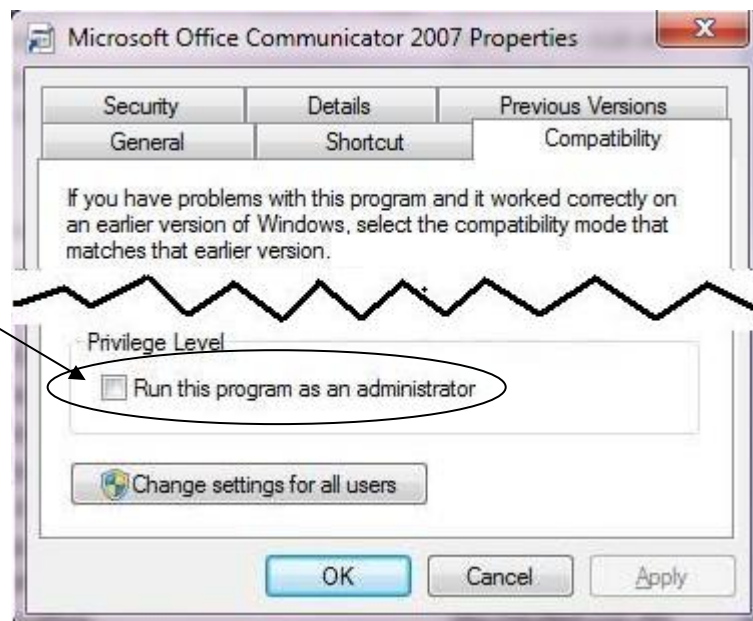 Microsoft Office Communicator 2007 Properties
Security Details Previous Versions
General Shortcut Compatibility
If you have problems with this program and it worked correctly on
an earlier version of Windows, select the compatibility mode that
matches that earlier version.
Privilege Level
Run this program as an administrator
Change settings for all users
OK Cancel Apply